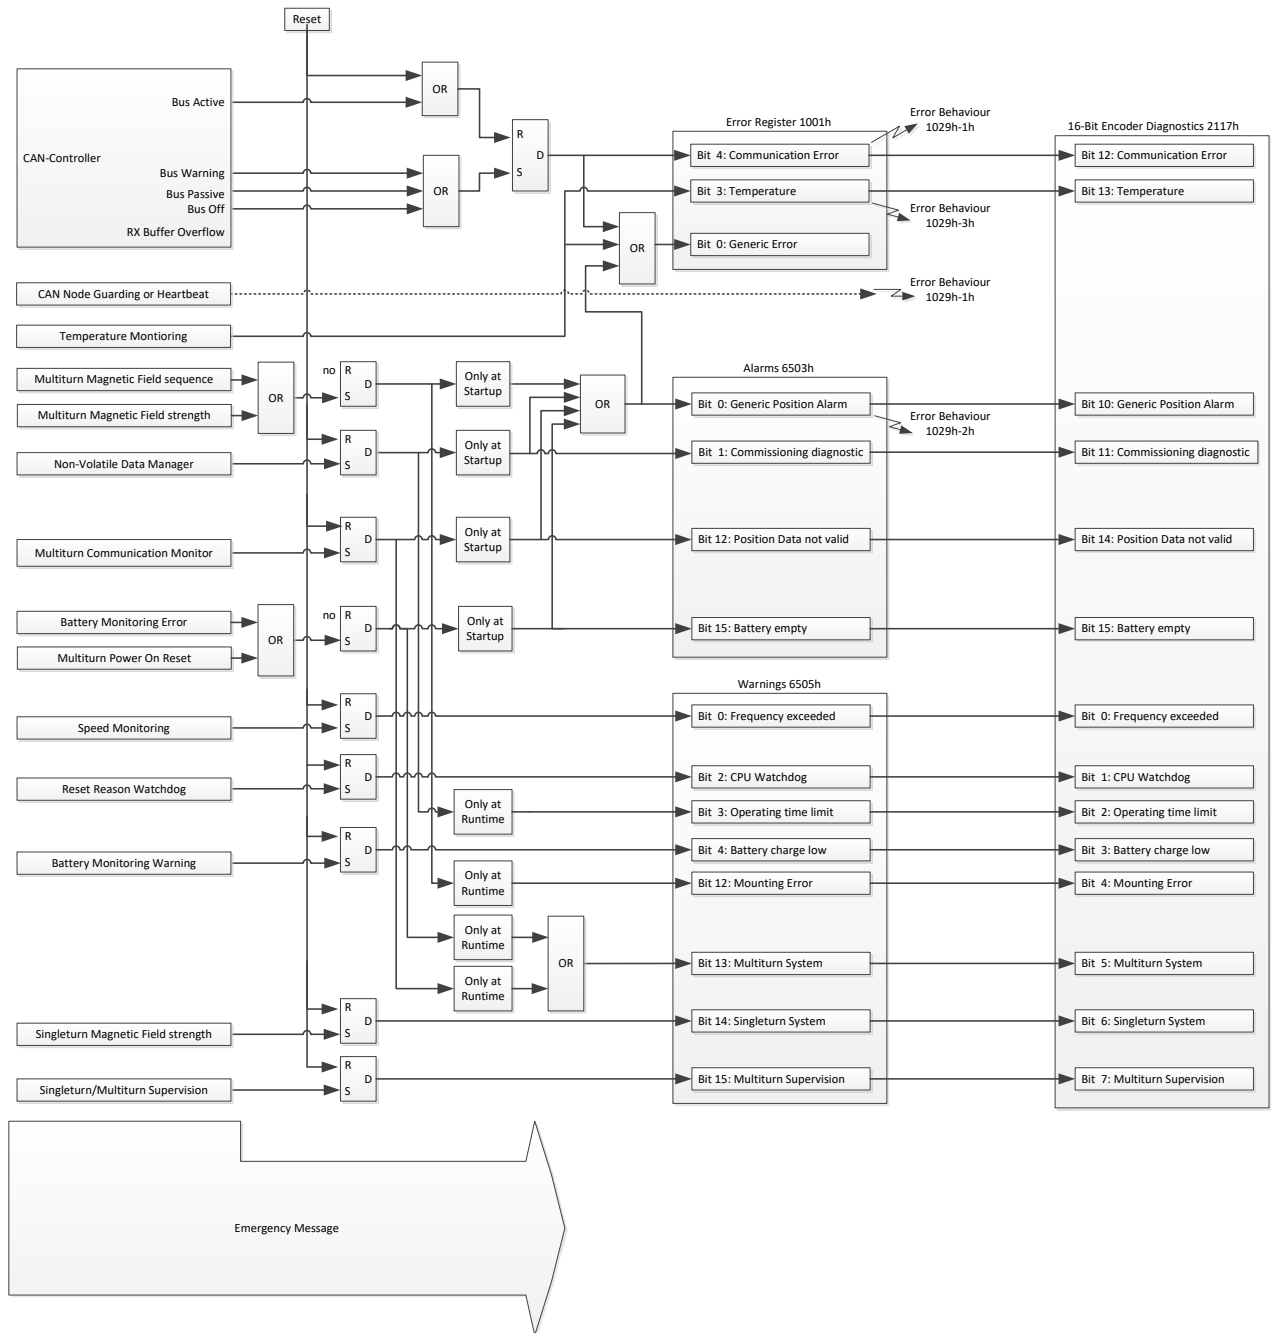 Reset
CAN-Controller
Bus Active
Bus Warning
Bus Passive
Bus Off
RX Buffer Overflow
OR
OR
R
D
S
Error Register 1001h
Bit 4: Communication Error
Bit 3: Temperature
Bit 0: Generic Error
OR
Error Behaviour
1029h-1h
Error Behaviour
1029h-3h
16-Bit Encoder Diagnostics 2117h
Bit 12: Communication Error
Bit 13: Temperature
CAN Node Guarding or Heartbeat
Error Behaviour
1029h-1h
Temperature Montioring
Multiturn Magnetic Field sequence
Multiturn Magnetic Field strength
OR
no
R
D
S
Only at
Startup
OR
Alarms 6503h
Bit 0: Generic Position Alarm
Error Behaviour
1029h-2h
Bit 10: Generic Position Alarm
Non-Volatile Data Manager
R
D
S
Only at
Startup
Bit 1: Commissioning diagnostic
Bit 11: Commissioning diagnostic
Multiturn Communication Monitor
R
D
S
Only at
Startup
Bit 12: Position Data not valid
Bit 14: Position Data not valid
Battery Monitoring Error
Multiturn Power On Reset
OR
no
R
D
S
Only at
Startup
Bit 15: Battery empty
Bit 15: Battery empty
Warnings 6505h
Speed Monitoring
R
D
S
Bit 0: Frequency exceeded
Bit 0: Frequency exceeded
Reset Reason Watchdog
R
D
S
Bit 2: CPU Watchdog
Bit 1: CPU Watchdog
Only at
Runtime
Bit 3: Operating time limit
Bit 2: Operating time limit
Battery Monitoring Warning
R
D
S
Bit 4: Battery charge low
Bit 3: Battery charge low
Only at
Runtime
Bit 12: Mounting Error
Bit 4: Mounting Error
Only at
Runtime
Only at
Runtime
OR
Bit 13: Multiturn System
Bit 5: Multiturn System
Singleturn Magnetic Field strength
R
D
S
Bit 14: Singleturn System
Bit 6: Singleturn System
Singleturn/Multiturn Supervision
R
D
S
Bit 15: Multiturn Supervision
Bit 7: Multiturn Supervision
Emergency Message